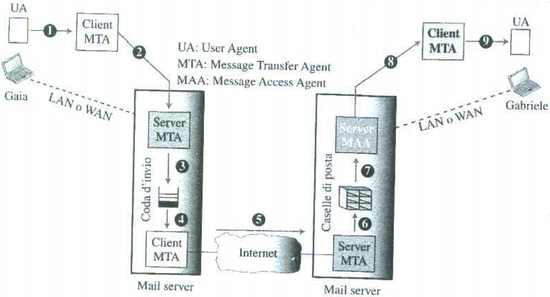 UA
1
Client
MTA
2
UA: User Agent
MTA: Message Transfer Agent
MAA: Message Access Agent
8
Client
MTA
9
UA
Gaia
LAN o WAN
LAN o WAN
Gabriele
Server
MTA
3
Coda d'invio
4
Client
MTA
Mail server
5
Internet
Server
MAA
7
Caselle di posta
6
Server
MTA
Mail server